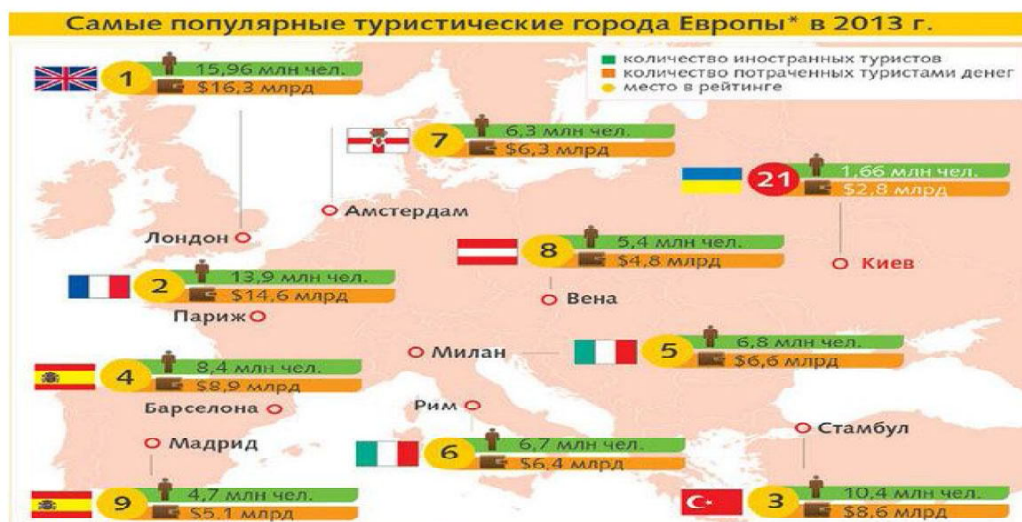 Самые популярные туристические города Европы* в 2013 г.
количество иностранных туристов
количество потраченных туристами денег
место в рейтинге
1
15,96 млн чел.
$16,3 млрд
Лондон
7
6,3 млн чел.
$6,3 млрд
Амстердам
21
1,66 млн чел.
$2,8 млрд
Киев
8
5,4 млн чел.
$4,8 млрд
Вена
2
13,9 млн чел.
$14,6 млрд
Париж
Милан
5
6,8 млн чел.
$6,6 млрд
4
8,4 млн чел.
$8,9 млрд
Барселона
Рим
6
6,7 млн чел.
$6,4 млрд
Мадрид
9
4,7 млн чел.
$5,1 млрд
Стамбул
3
10,4 млн чел.
$8,6 млрд